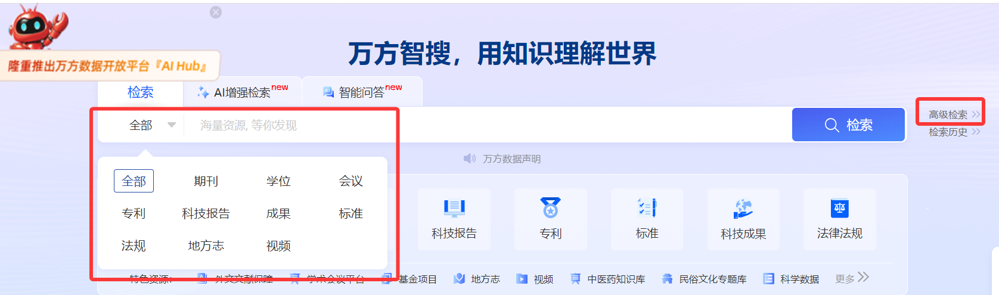 万方智搜，用知识理解世界
隆重推出万方数据开放平台『AI Hub』
检索 AI增强检索new 智能问答new
全部 海量资源, 等你发现 检索
高级检索
检索历史
万方数据声明
全部 期刊 学位 会议
专利 科技报告 成果 标准
法规 地方志 视频
科技报告 专利 标准 科技成果 法律法规
特色资源: 外文文献保障 学术会议平台 基金项目 地方志 视频 中医药知识库 民俗文化专题库 科学数据 更多